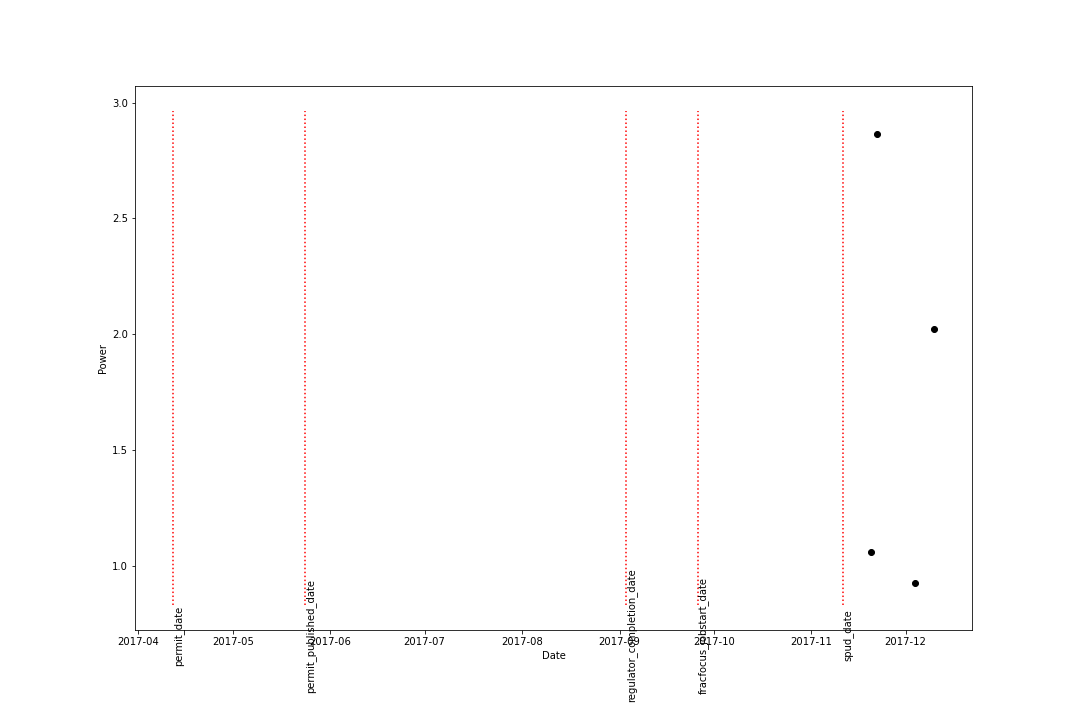 3.0
2.5
2.0
1.5
1.0
Power
2017-04
2017-05
2017-06
2017-07
2017-08
2017-09
2017-10
2017-11
2017-12
Date
permit_date
permit_published_date
regulator_completion_date
fracfocus_jobstart_date
spud_date